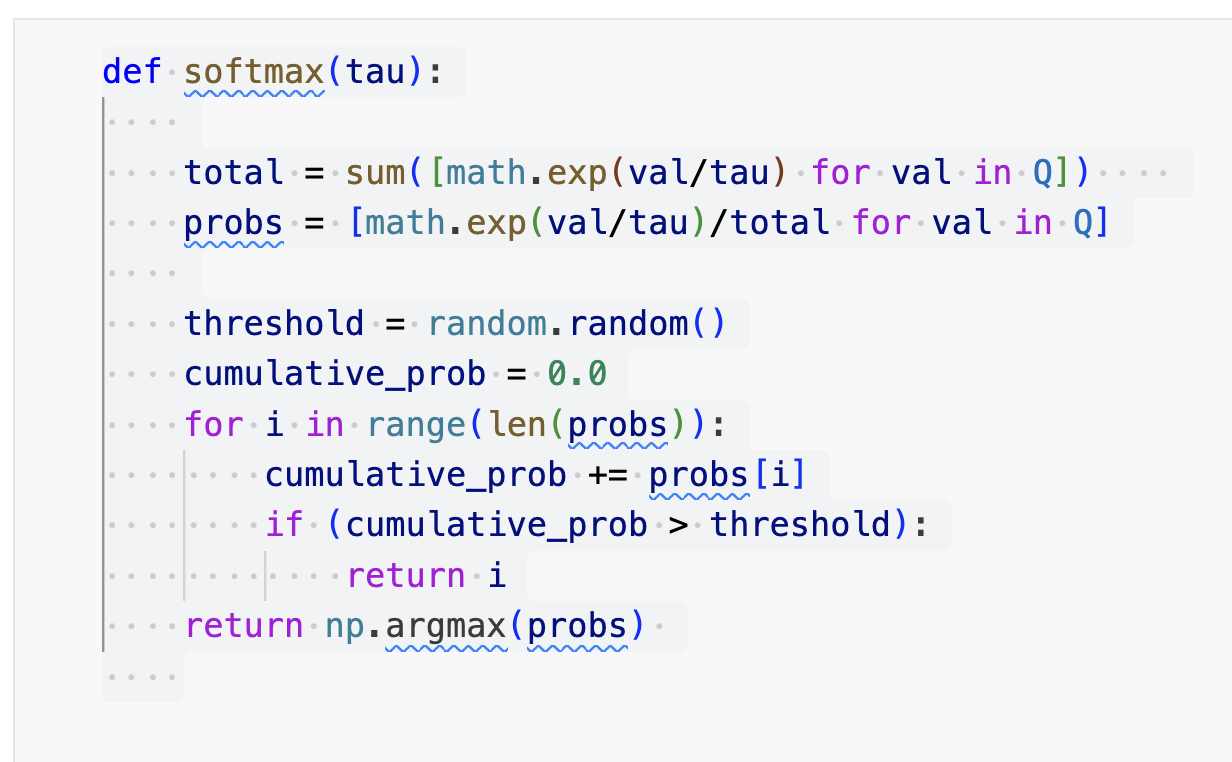 def softmax(tau):
    total = sum([math.exp(val/tau) for val in Q])
    probs = [math.exp(val/tau)/total for val in Q]
    threshold = random.random()
    cumulative_prob = 0.0
    for i in range(len(probs)):
        cumulative_prob += probs[i]
        if (cumulative_prob > threshold):
            return i
    return np.argmax(probs)